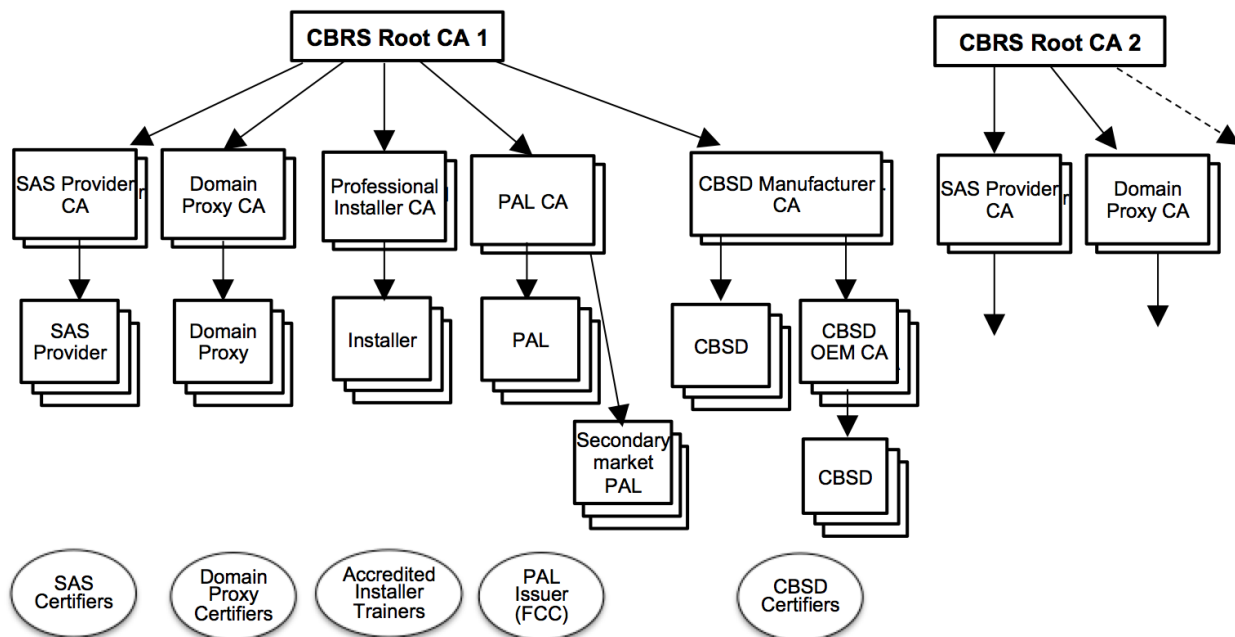 CBRS Root CA 1
CBRS Root CA 2
SAS Provider
CA
Domain
Proxy CA
Professional
Installer CA
PAL CA
CBSD Manufacturer
CA
SAS Provider
CA
Domain
Proxy CA
SAS
Provider
Domain
Proxy
Installer
PAL
CBSD
CBSD
OEM CA
Secondary
market
PAL
CBSD
SAS
Certifiers
Domain
Proxy
Certifiers
Accredited
Installer
Trainers
PAL
Issuer
(FCC)
CBSD
Certifiers